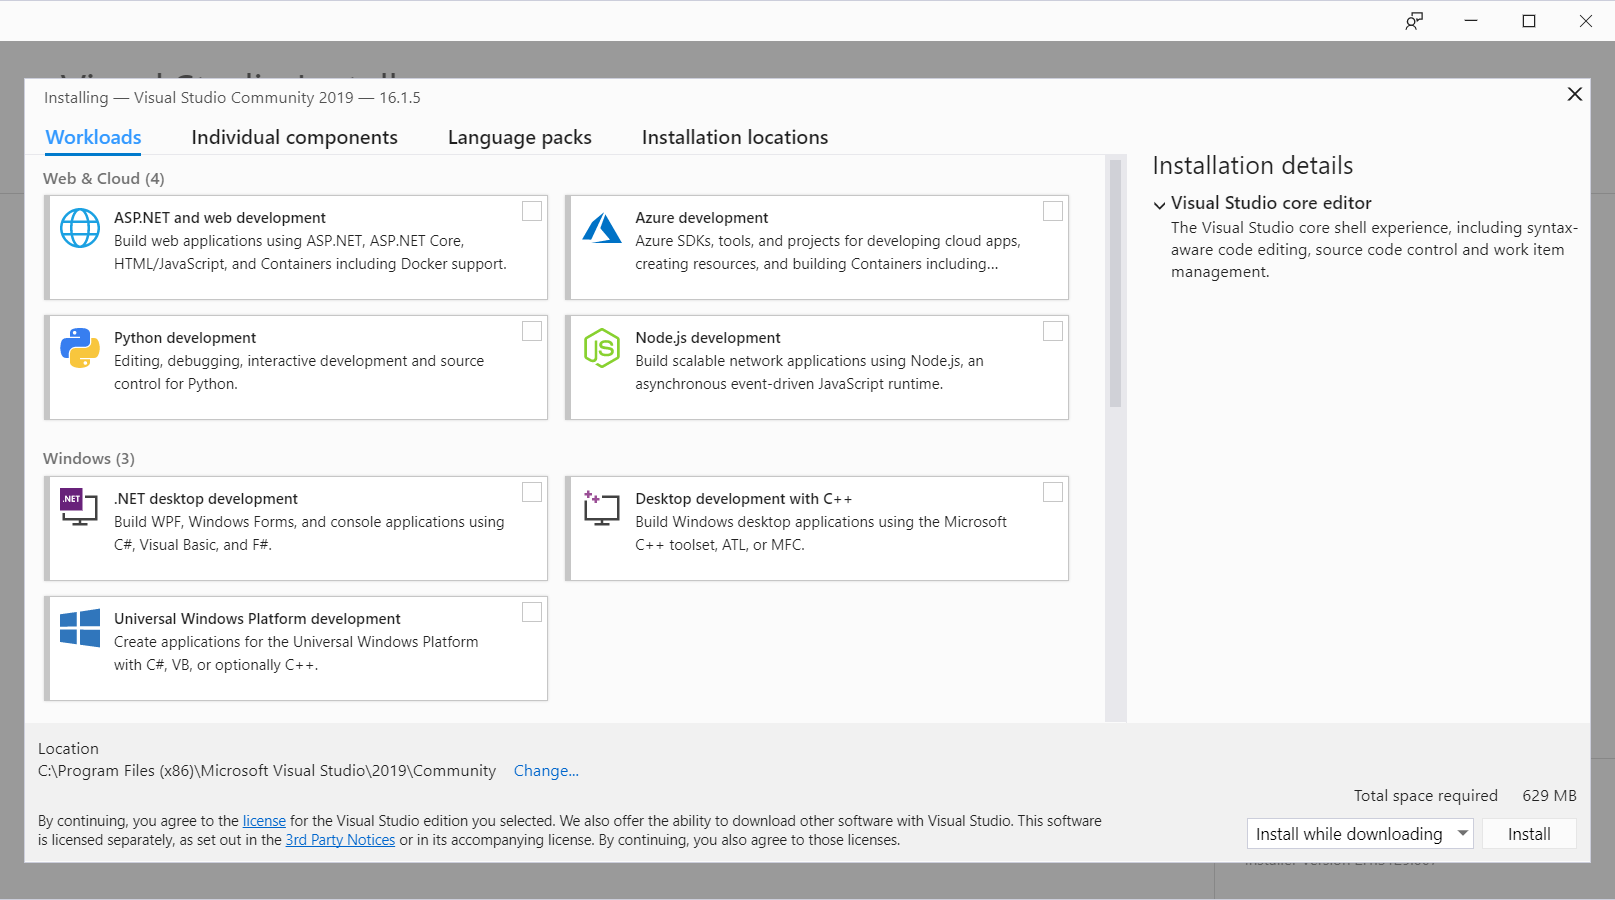 Visual Studio Installer
Installing — Visual Studio Community 2019 — 16.1.5
Workloads
Individual components
Language packs
Installation locations
Web & Cloud (4)
ASP.NET and web development
Build web applications using ASP.NET, ASP.NET Core,
HTML/JavaScript, and Containers including Docker support.
Azure development
Azure SDKs, tools, and projects for developing cloud apps,
creating resources, and building Containers including...
Python development
Editing, debugging, interactive development and source
control for Python.
JS
Node.js development
Build scalable network applications using Node.js, an
asynchronous event-driven JavaScript runtime.
Windows (3)
.NET
.NET desktop development
Build WPF, Windows Forms, and console applications using
C#, Visual Basic, and F#.
Desktop development with C++
Build Windows desktop applications using the Microsoft
C++ toolset, ATL, or MFC.
Universal Windows Platform development
Create applications for the Universal Windows Platform
with C#, VB, or optionally C++.
Installation details
Visual Studio core editor
The Visual Studio core shell experience, including syntax-
aware code editing, source code control and work item
management.
Location
C:\Program Files (x86)\Microsoft Visual Studio\2019\Community Change...
Total space required 629 MB
By continuing, you agree to the license for the Visual Studio edition you selected. We also offer the ability to download other software with Visual Studio. This software
is licensed separately, as set out in the 3rd Party Notices or in its accompanying license. By continuing, you also agree to those licenses.
Install while downloading
Install